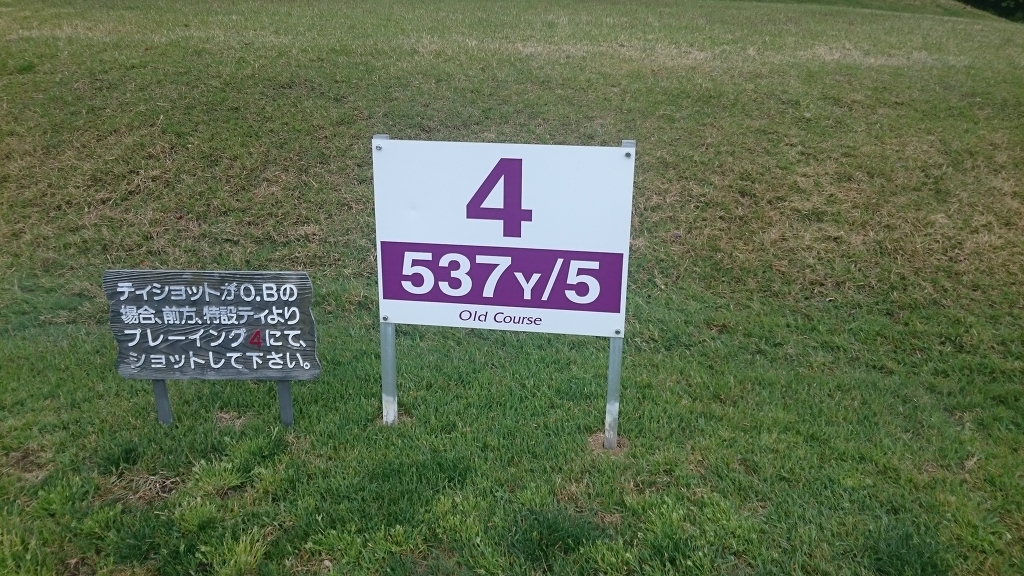 ティショットがO.Bの
場合、前方、特設ティより
プレーイング4にて、
ショットして下さい。
4
537Y/5
Old Course